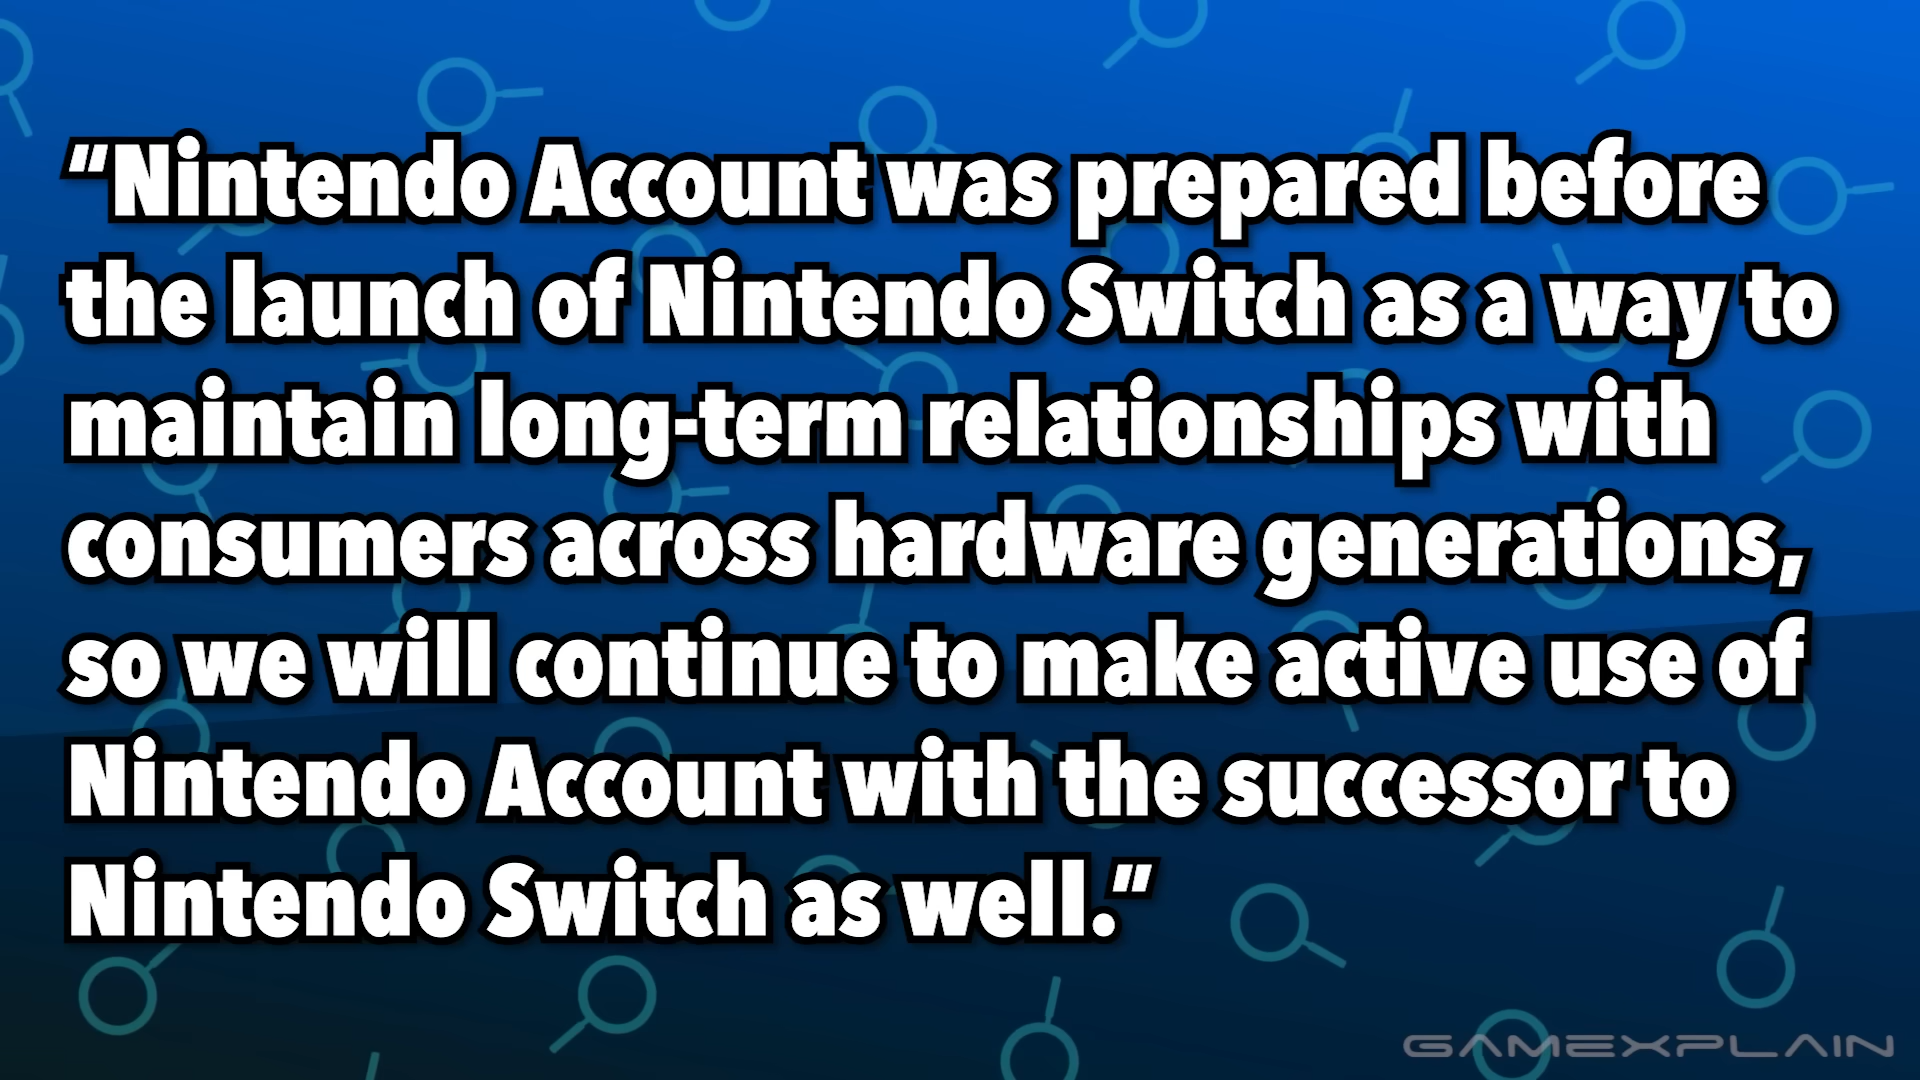 "Nintendo Account was prepared before
the launch of Nintendo Switch as a way to
maintain long-term relationships with
consumers across hardware generations,
so we will continue to make active use of
Nintendo Account with the successor to
Nintendo Switch as well."
GAMEXPLAIN